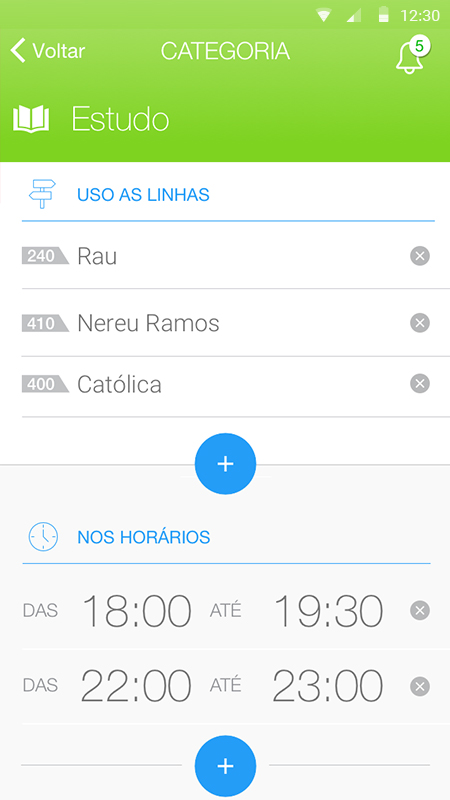 12:30
Voltar CATEGORIA 5
Estudo
USO AS LINHAS
240 Rau
410 Nereu Ramos
400 Católica
+
NOS HORÁRIOS
DAS 18:00 ATÉ 19:30
DAS 22:00 ATÉ 23:00
+